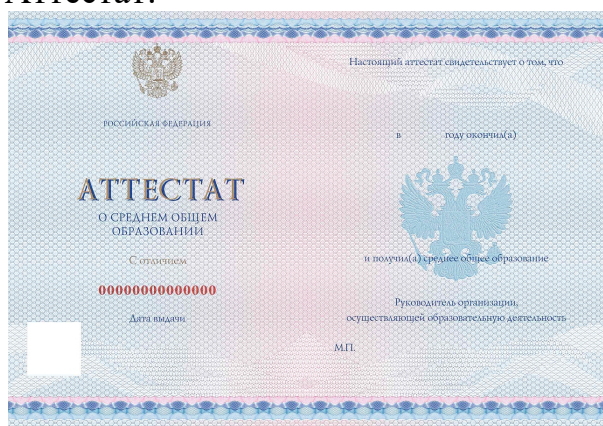 Аттестат.
РОССИЙСКАЯ ФЕДЕРАЦИЯ
АТТЕСТАТ
О СРЕДНЕМ ОБЩЕМ
ОБРАЗОВАНИИ
С отличием
00000000000000
Дата выдачи
Настоящий аттестат свидетельствует о том, что
в году окончил(а)
и получил(а) среднее общее образование
Руководитель организации,
осуществляющей образовательную деятельность
М.П.